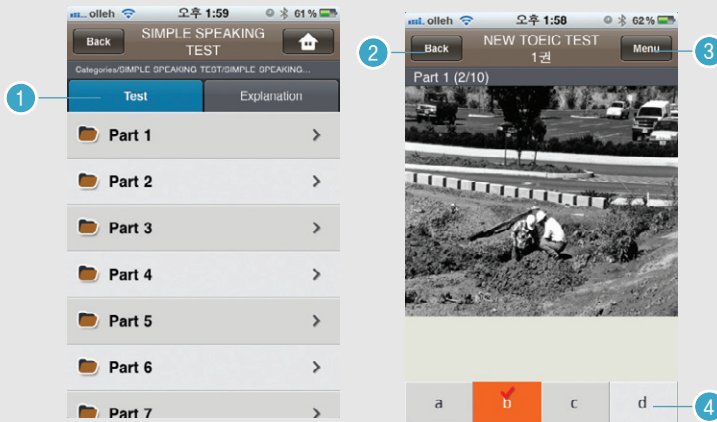 olleh 오후 1:59 61%
Back
SIMPLE SPEAKING
TEST
Categories/SIMPLE SPEAKING TEST/SIMPLE SPEAKING...
1
Test Explanation
Part 1
Part 2
Part 3
Part 4
Part 5
Part 6
Part 7
olleh 오후 1:58 62%
2
Back
NEW TOEIC TEST
1권
Menu
3
Part 1 (2/10)
a b c d
4